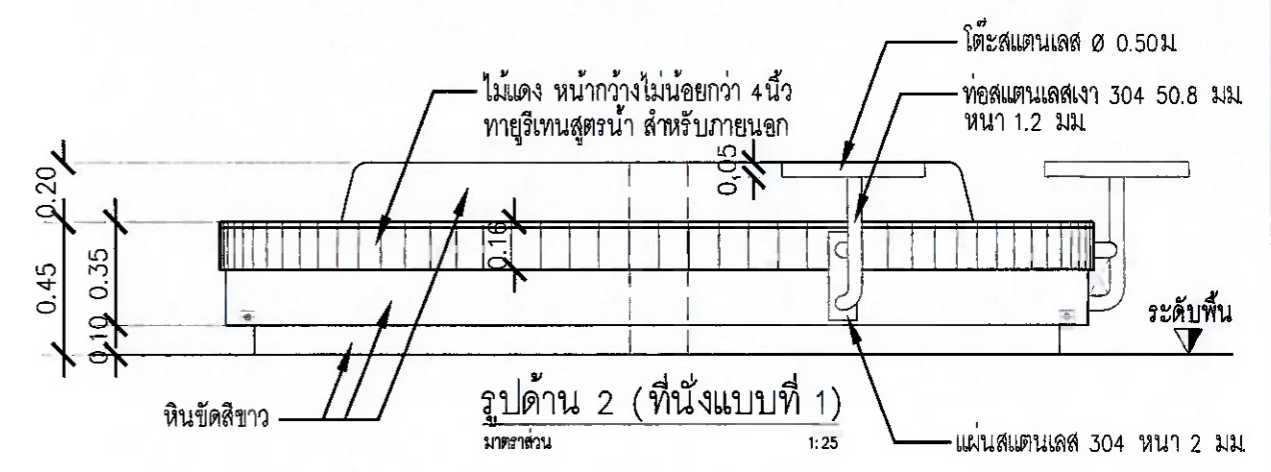 โต๊ะสแตนเลส Ø 0.50ม.
ไม้แดง หน้ากว้างไม่น้อยกว่า 4นิ้ว
ทายูรีเทนสูตรน้ำ สำหรับภายนอก
ท่อสแตนเลสเงา 304 50.8 มม.
หนา 1.2 มม.
0.05
0.20
0.16
0.45
0.35
0.10
ระดับพื้น
หินขัดสีขาว
รูปด้าน 2 (ที่นั่งแบบที่ 1)
มาตราส่วน 1:25
แผ่นสแตนเลส 304 หนา 2 มม.